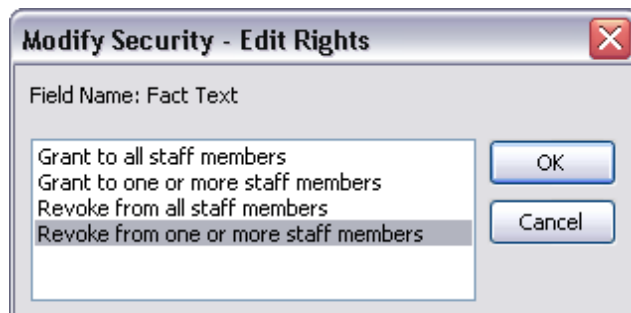 Modify Security - Edit Rights
Field Name: Fact Text
Grant to all staff members
Grant to one or more staff members
Revoke from all staff members
Revoke from one or more staff members
OK
Cancel